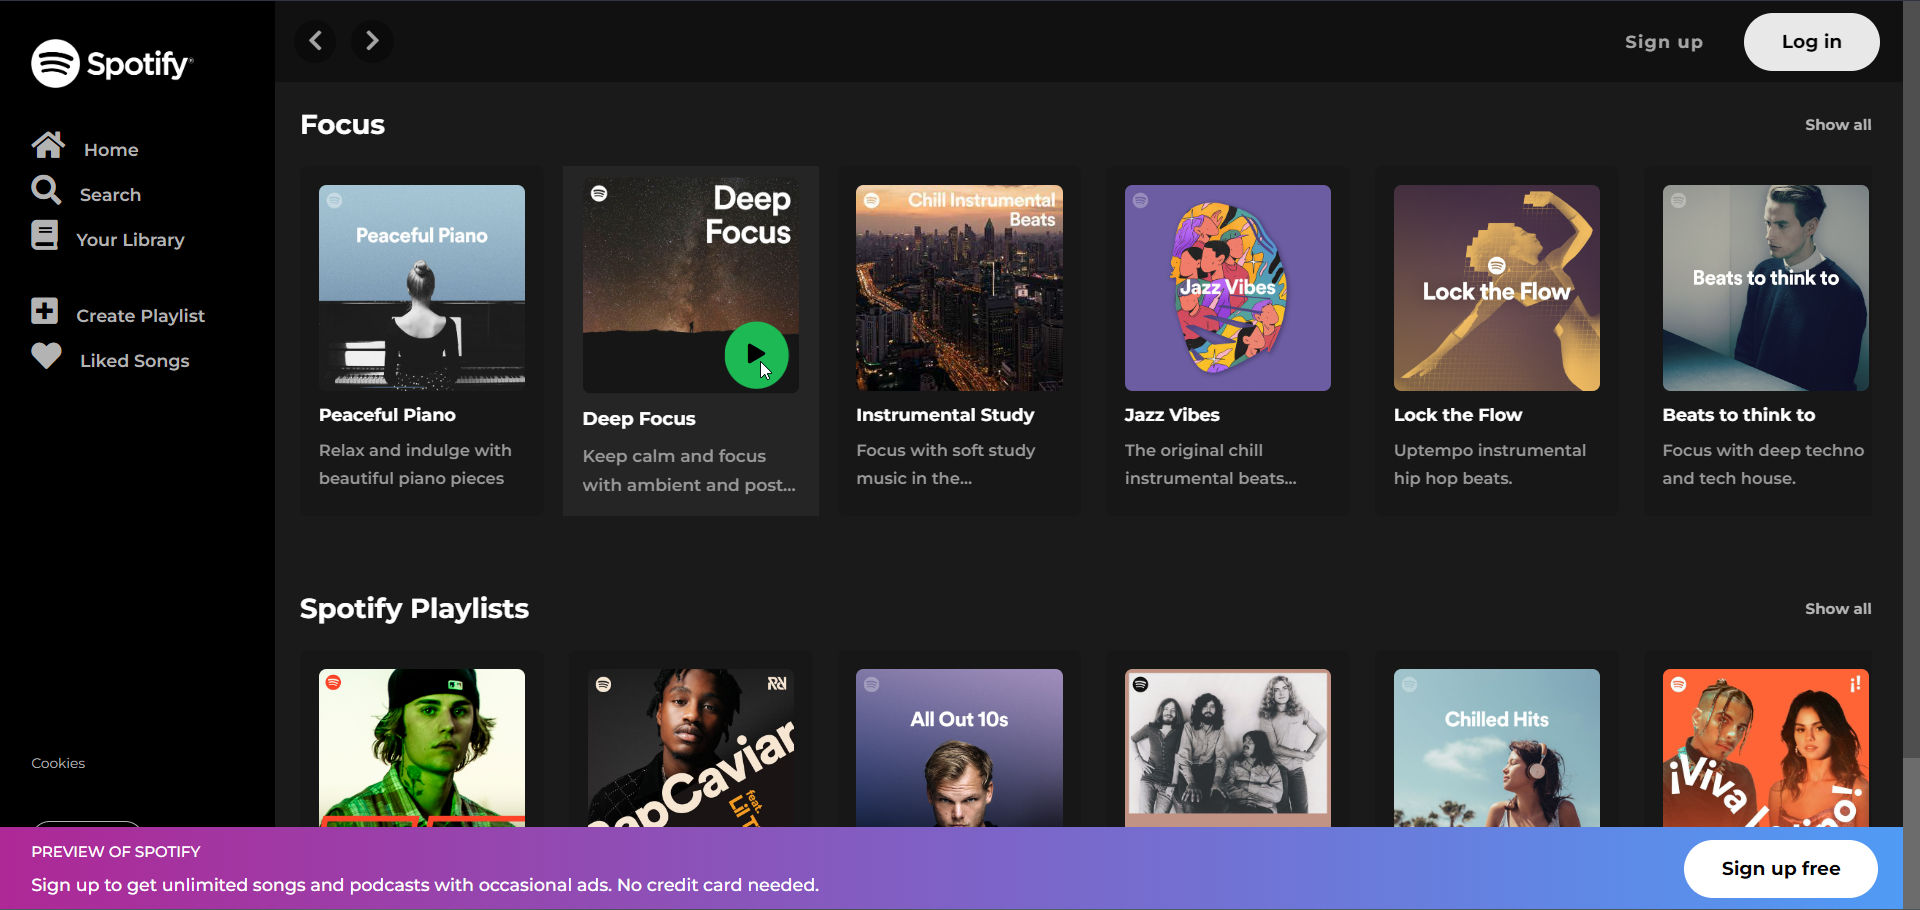 Spotify
Home
Search
Your Library
Create Playlist
Liked Songs
Cookies
Sign up
Log in
Focus
Show all
Peaceful Piano
Peaceful Piano
Relax and indulge with
beautiful piano pieces
Deep
Focus
Deep Focus
Keep calm and focus
with ambient and post...
Chill Instrumental
Beats
Instrumental Study
Focus with soft study
music in the...
Jazz Vibes
Jazz Vibes
The original chill
instrumental beats...
Lock the Flow
Lock the Flow
Uptempo instrumental
hip hop beats.
Beats to think to
Beats to think to
Focus with deep techno
and tech house.
Spotify Playlists
Show all
RapCaviar
feat.
All Out 10s
Chilled Hits
¡!
¡Viva
PREVIEW OF SPOTIFY
Sign up to get unlimited songs and podcasts with occasional ads. No credit card needed.
Sign up free